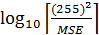 log₁₀ [(255)² / MSE]